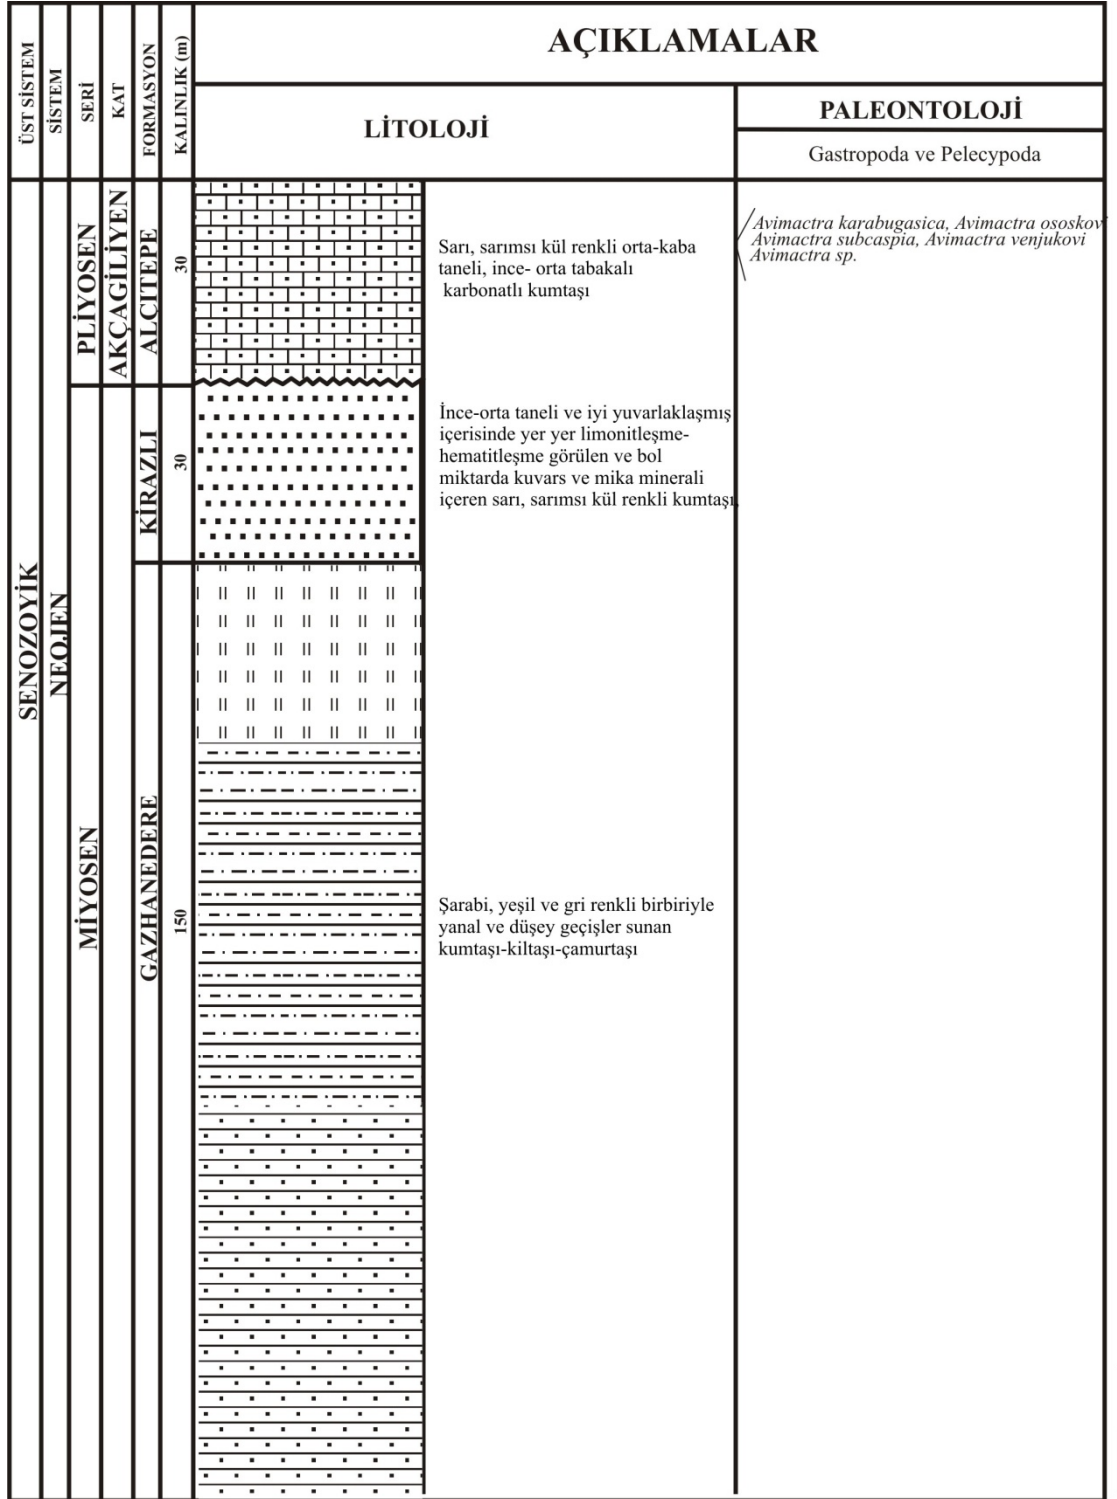 AÇIKLAMALAR
ÜST SİSTEM
SİSTEM
SERİ
KAT
FORMASYON
KALINLIK (m)
LİTOLOJİ
PALEONTOLOJİ
Gastropoda ve Pelecypoda
SENOZOYİK
NEOJEN
PLİYOSEN
AKÇAGİLİYEN
ALÇITEPE
30
Sarı, sarımsı kül renkli orta-kaba
taneli, ince- orta tabakalı
karbonatlı kumtaşı
Avimactra karabugasica, Avimactra ososkovi
Avimactra subcaspia, Avimactra venjukovi
Avimactra sp.
MİYOSEN
KİRAZLI
30
İnce-orta taneli ve iyi yuvarlaklaşmış
içerisinde yer yer limonitleşme-
hematitleşme görülen ve bol
miktarda kuvars ve mika minerali
içeren sarı, sarımsı kül renkli kumtaşı,
GAZHANEDERE
150
Şarabi, yeşil ve gri renkli birbiriyle
yanal ve düşey geçişler sunan
kumtaşı-kiltaşı-çamurtaşı